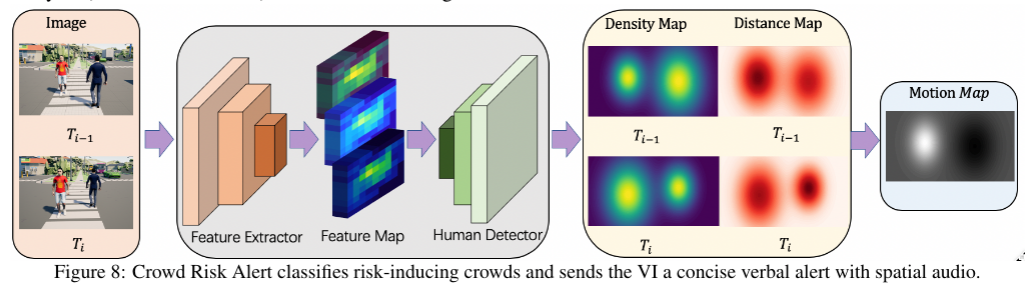 Image
Density Map
Distance Map
T_{i-1}
T_{i-1}
T_{i-1}
Motion Map
T_i
Feature Extractor
Feature Map
Human Detector
T_i
T_i
Figure 8: Crowd Risk Alert classifies risk-inducing crowds and sends the VI a concise verbal alert with spatial audio.